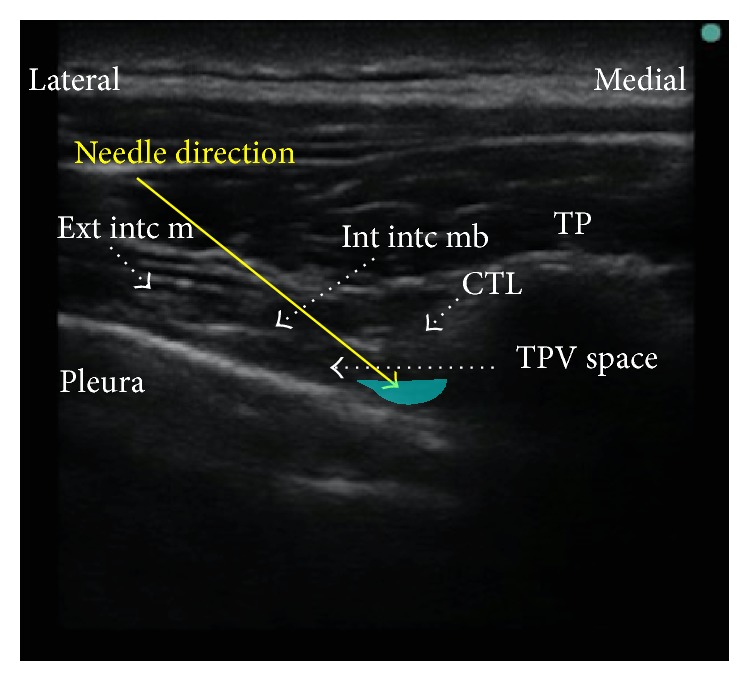 Lateral
Medial
Needle direction
Ext intc m
Int intc mb
TP
CTL
TPV space
Pleura